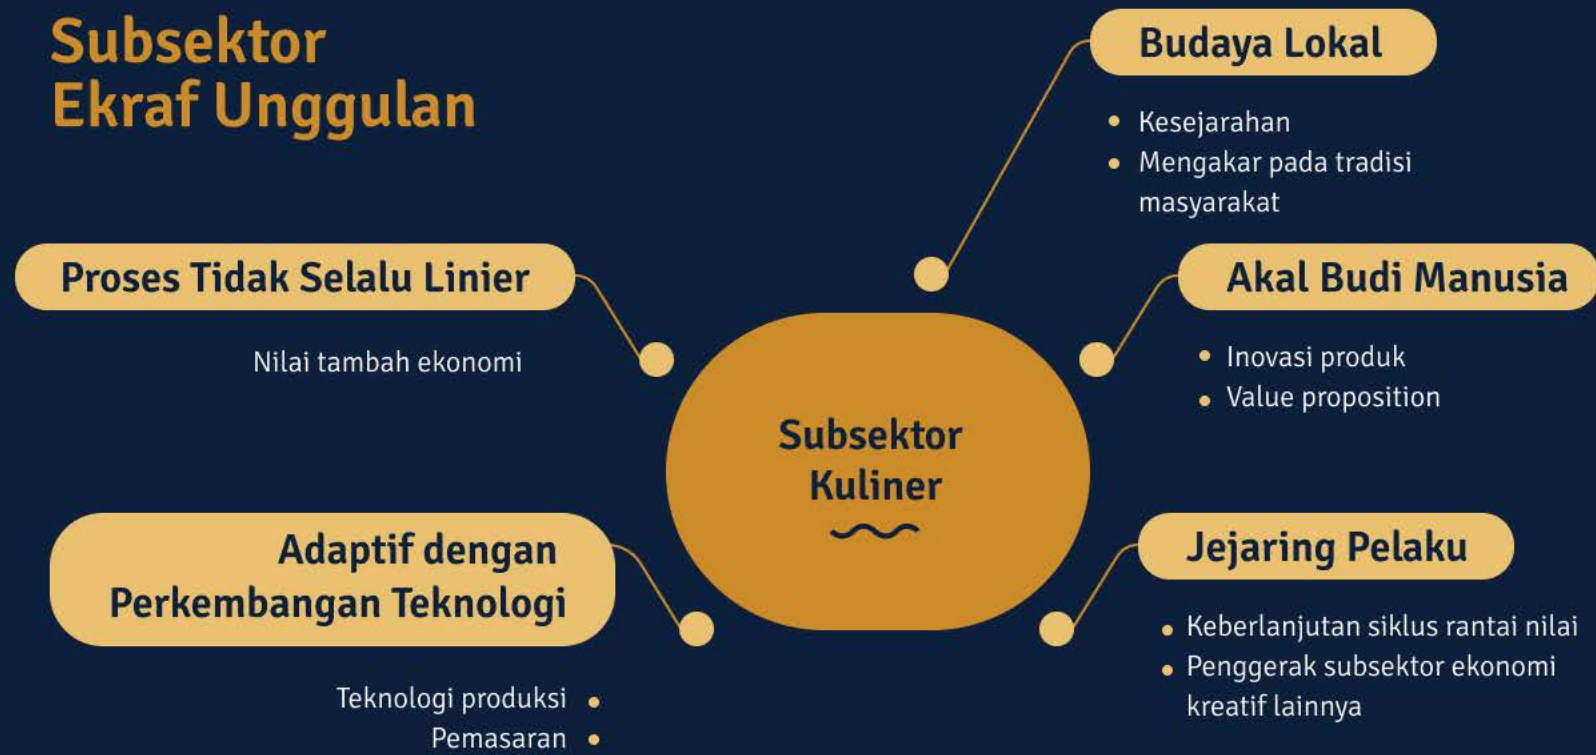 Subsektor
Ekraf Unggulan
Budaya Lokal
Kesejarahan
Mengakar pada tradisi
masyarakat
Proses Tidak Selalu Linier
Nilai tambah ekonomi
Akal Budi Manusia
Inovasi produk
Value proposition
Subsektor
Kuliner
Adaptif dengan
Perkembangan Teknologi
Teknologi produksi
Pemasaran
Jejaring Pelaku
Keberlanjutan siklus rantai nilai
Penggerak subsektor ekonomi
kreatif lainnya